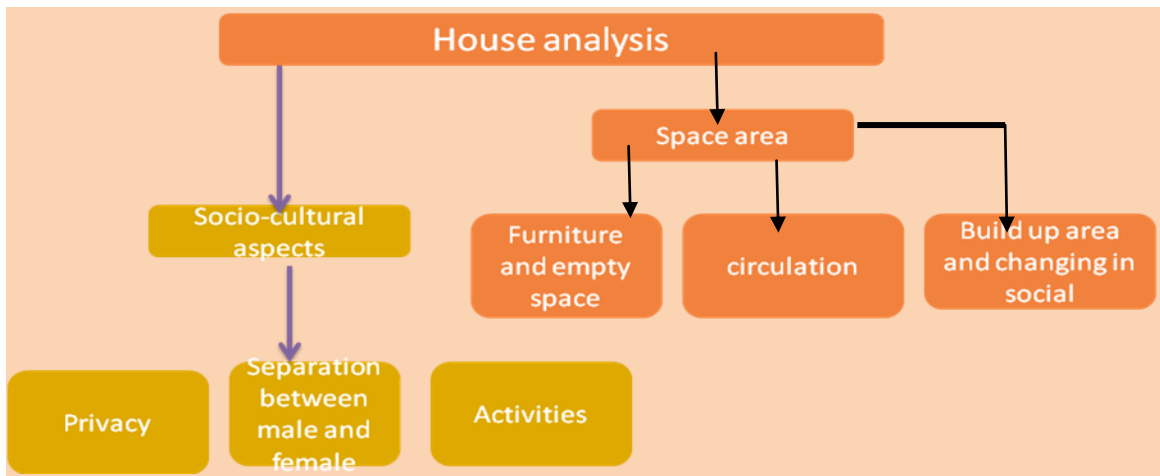 House analysis
Space area
Socio-cultural
aspects
Furniture
and empty
space
circulation
Build up area
and changing in
social
Privacy
Separation
between
male and
female
Activities